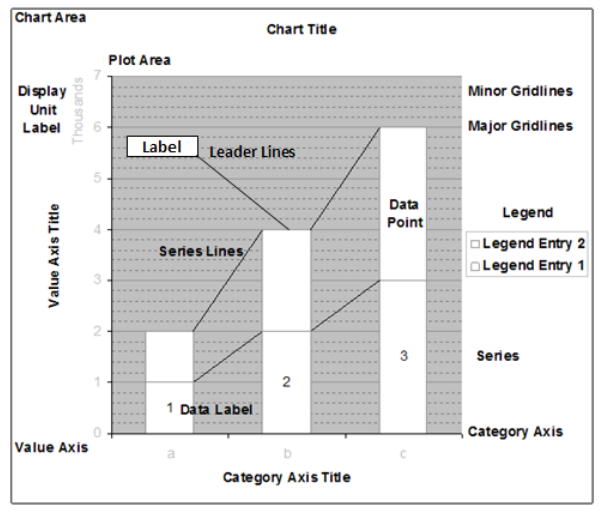 Chart Area
Chart Title
Plot Area
Display
Unit
Label
Thousands
7
6
5
4
3
2
1
0
Value Axis Title
Label
Leader Lines
Series Lines
Data
Point
1
Data Label
2
3
Minor Gridlines
Major Gridlines
Legend
Legend Entry 2
Legend Entry 1
Series
Category Axis
Value Axis
a
b
c
Category Axis Title